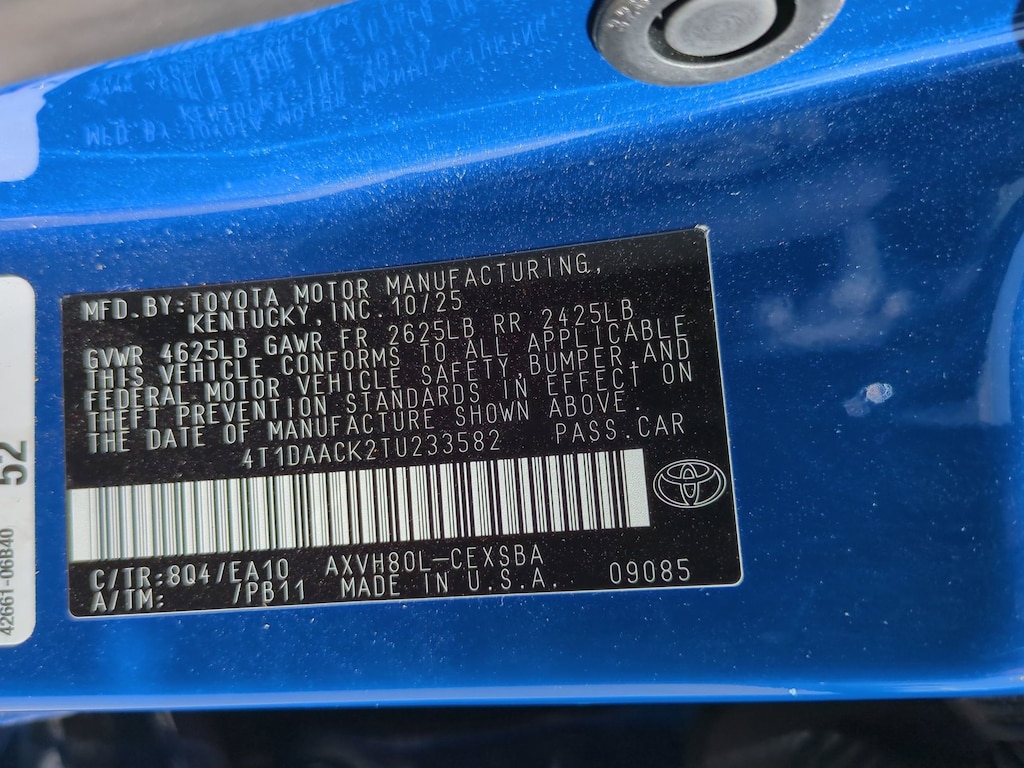 MFD. BY: TOYOTA MOTOR MANUFACTURING,
KENTUCKY, INC. 10/25
GVWR 4625LB GAWR FR 2625LB RR 2425LB
THIS VEHICLE CONFORMS TO ALL APPLICABLE
FEDERAL MOTOR VEHICLE SAFETY, BUMPER AND
THEFT PREVENTION STANDARDS IN EFFECT ON
THE DATE OF MANUFACTURE SHOWN ABOVE.
4T1DAACK2TU233582 PASS.CAR
C/TR:8Q4/EA10 AXVH80L-CEXSBA
A/TM: /PB11 MADE IN U.S.A. 09085
52
42661-06B40